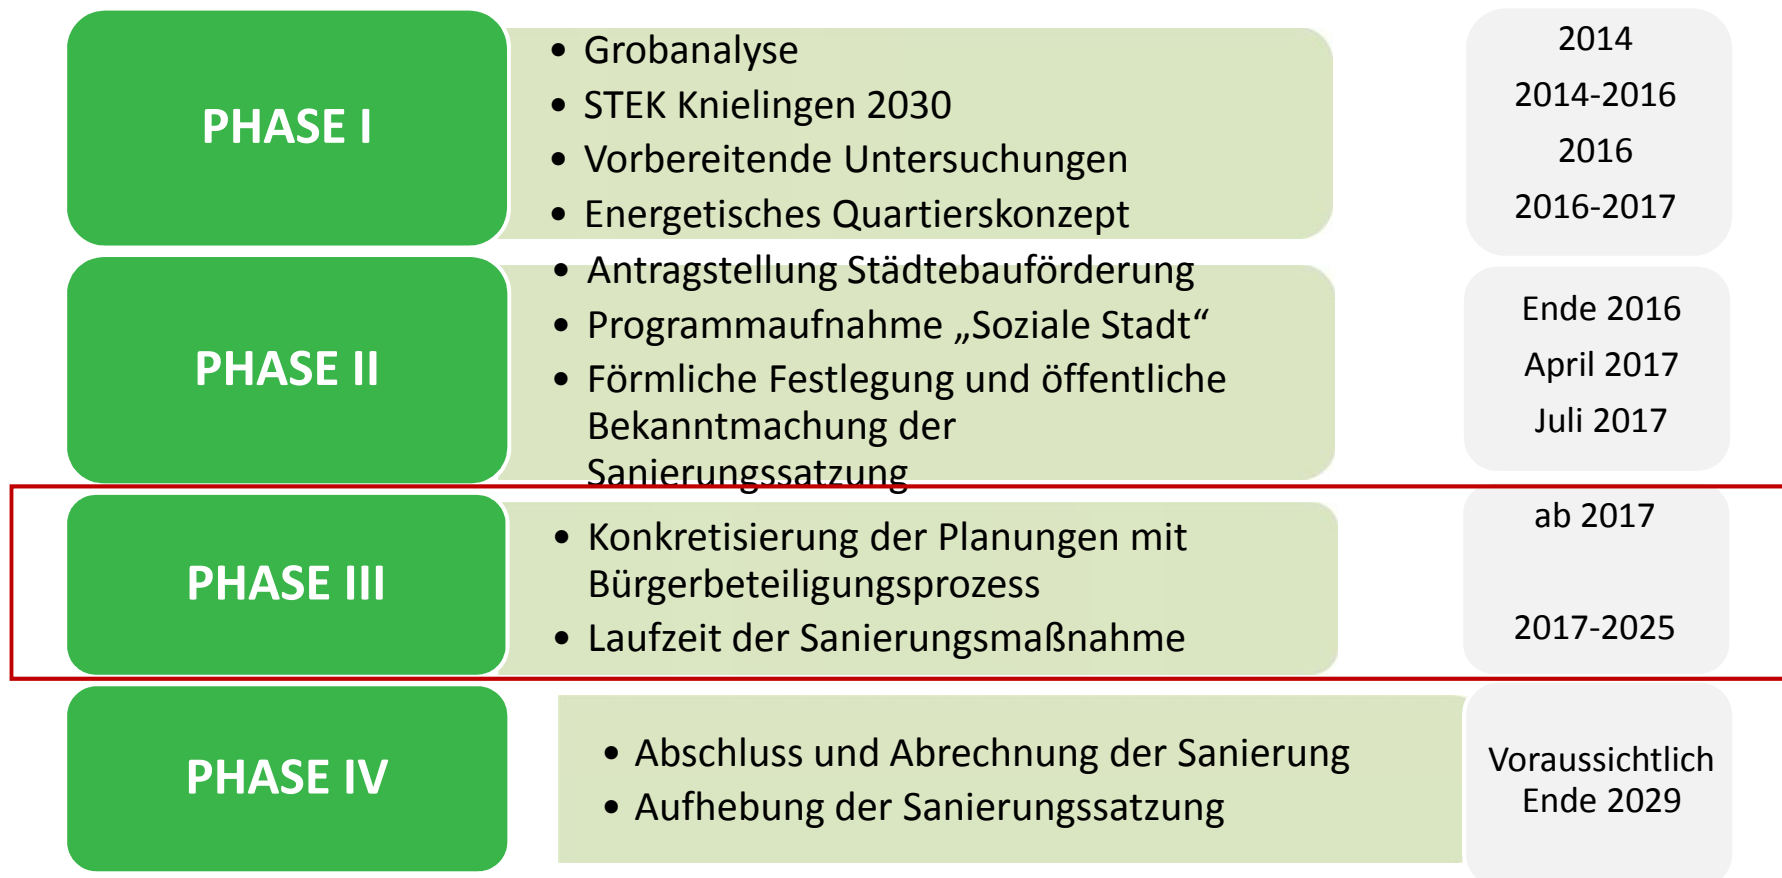 PHASE I
• Grobanalyse
• STEK Knielingen 2030
• Vorbereitende Untersuchungen
• Energetisches Quartierskonzept
2014
2014-2016
2016
2016-2017
PHASE II
• Antragstellung Städtebauförderung
• Programmaufnahme „Soziale Stadt“
• Förmliche Festlegung und öffentliche
Bekanntmachung der
Sanierungssatzung
Ende 2016
April 2017
Juli 2017
PHASE III
• Konkretisierung der Planungen mit
Bürgerbeteiligungsprozess
• Laufzeit der Sanierungsmaßnahme
ab 2017
2017-2025
PHASE IV
• Abschluss und Abrechnung der Sanierung
• Aufhebung der Sanierungssatzung
Voraussichtlich
Ende 2029